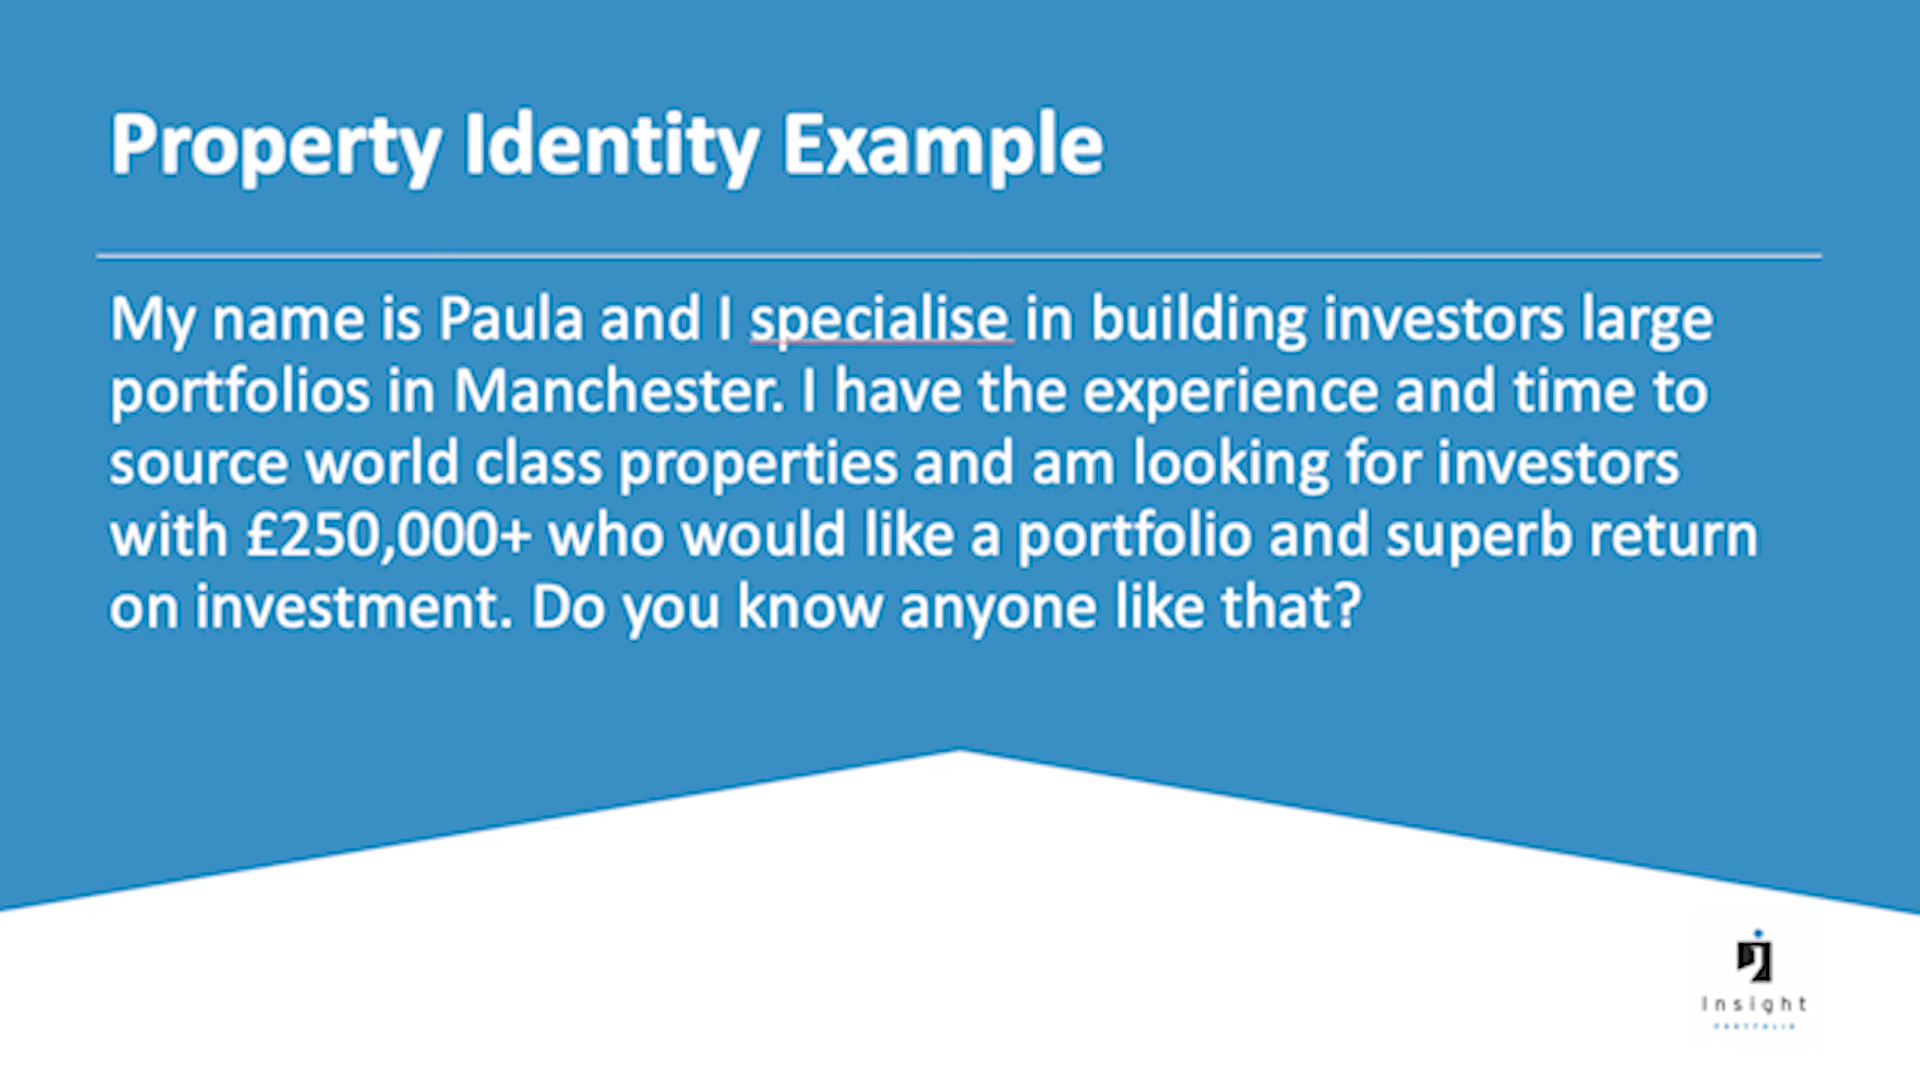 Property Identity Example
My name is Paula and I specialise in building investors large
portfolios in Manchester. I have the experience and time to
source world class properties and am looking for investors
with £250,000+ who would like a portfolio and superb return
on investment. Do you know anyone like that?
Insight
PORTFOLIO